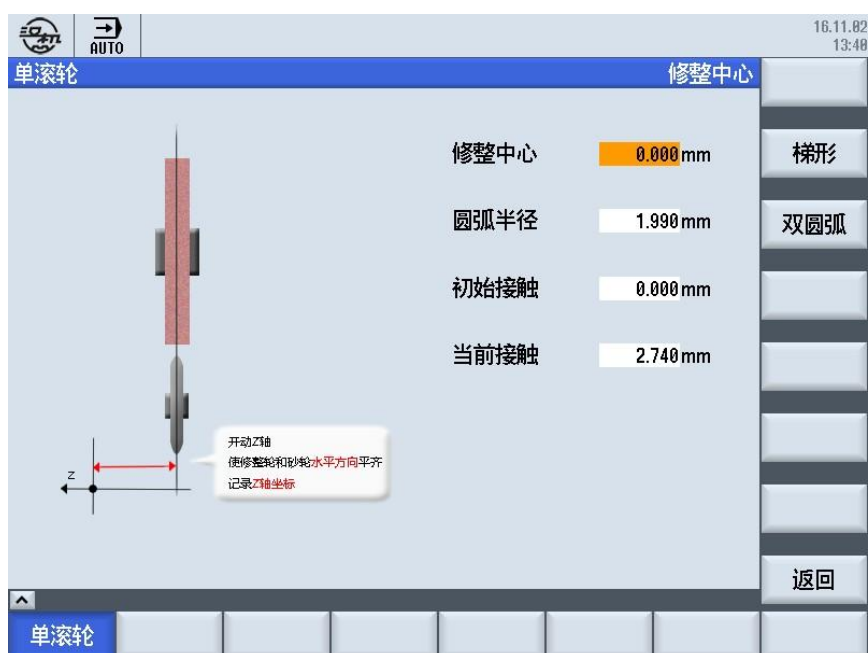 汉机
AUTO
16.11.02
13:40
单滚轮
修整中心
修整中心 0.000 mm
梯形
圆弧半径 1.990 mm
双圆弧
初始接触 0.000 mm
当前接触 2.740 mm
开动Z轴
使修整轮和砂轮水平方向平齐
记录Z轴坐标
Z
返回
单滚轮